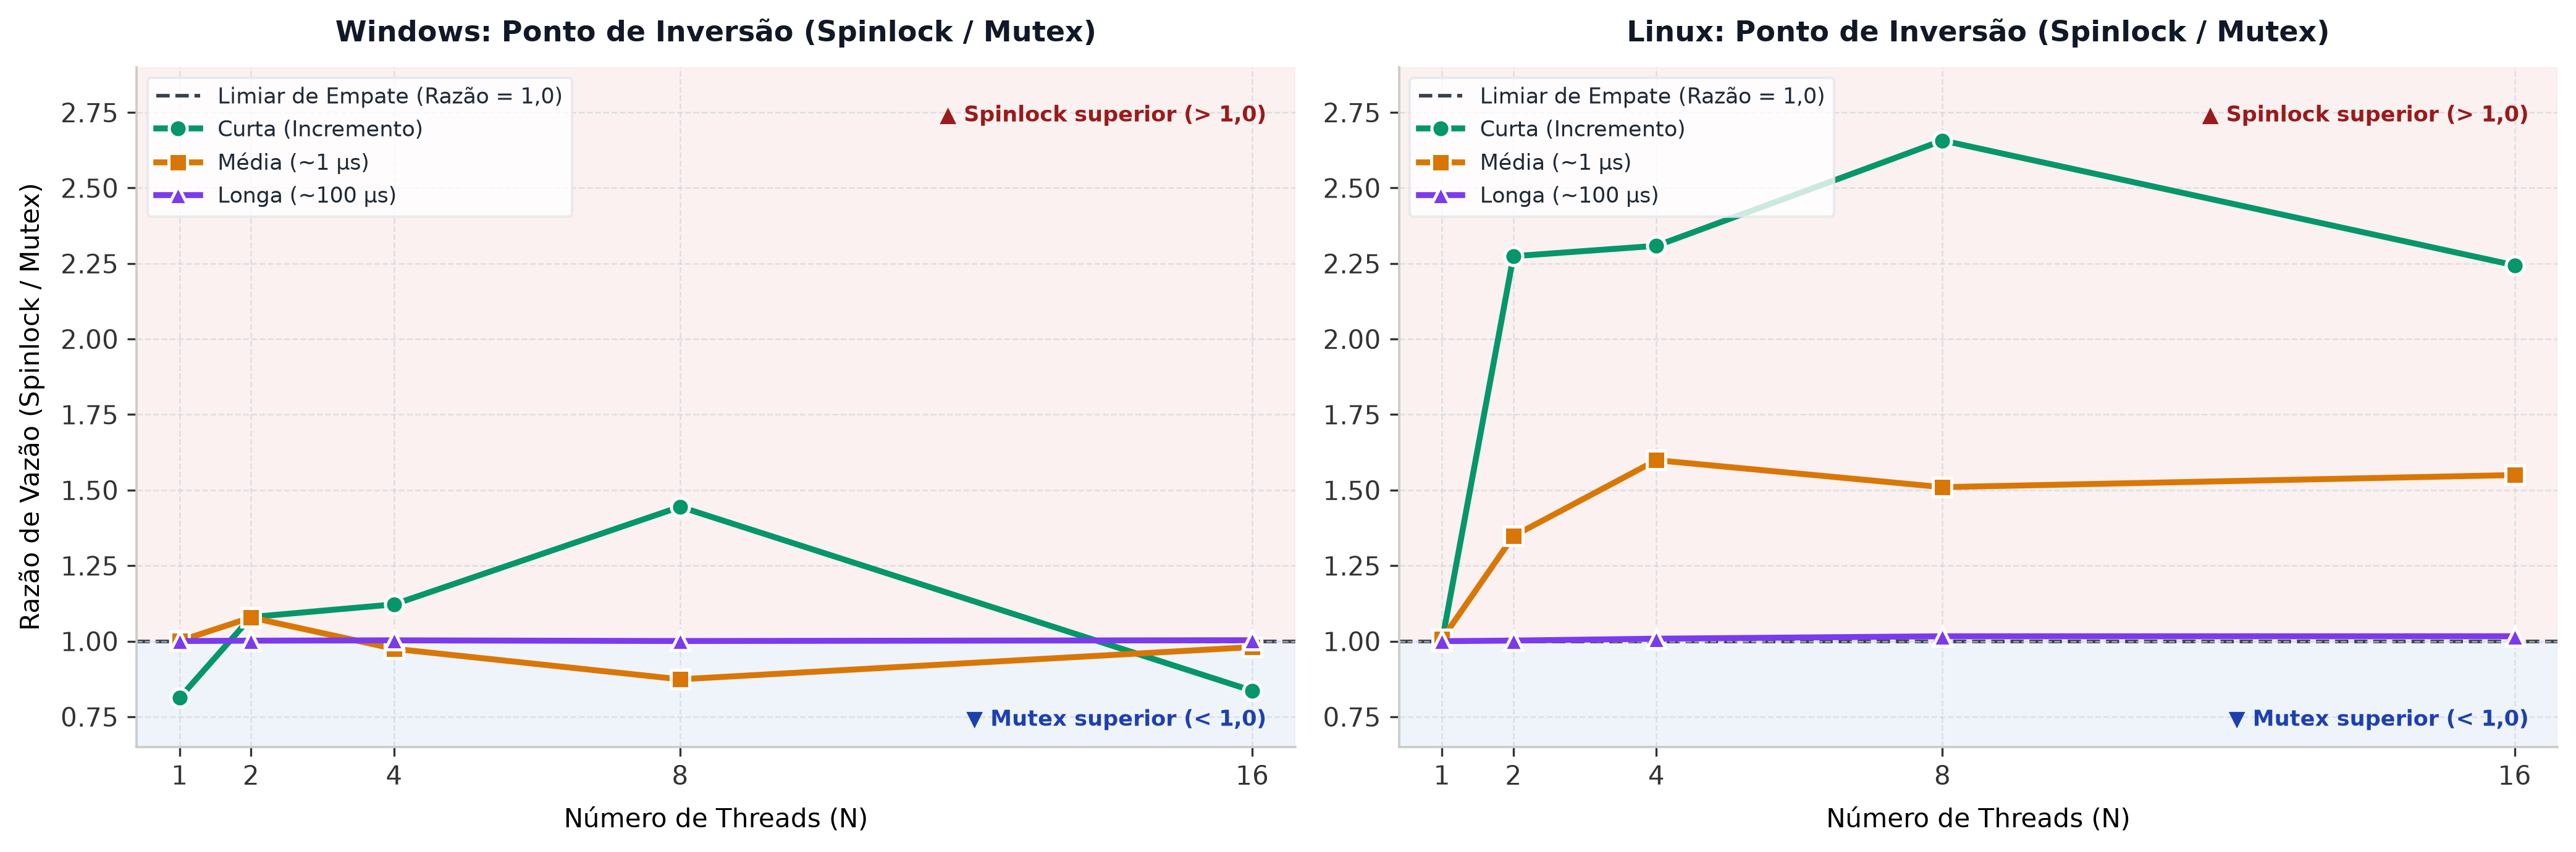 Windows: Ponto de Inversão (Spinlock / Mutex)
Razão de Vazão (Spinlock / Mutex)
2.75
2.50
2.25
2.00
1.75
1.50
1.25
1.00
0.75
Limiar de Empate (Razão = 1,0)
Curta (Incremento)
Média (~1 µs)
Longa (~100 µs)
▲ Spinlock superior (> 1,0)
▼ Mutex superior (< 1,0)
1 2 4 8 16
Número de Threads (N)
Linux: Ponto de Inversão (Spinlock / Mutex)
2.75
2.50
2.25
2.00
1.75
1.50
1.25
1.00
0.75
Limiar de Empate (Razão = 1,0)
Curta (Incremento)
Média (~1 µs)
Longa (~100 µs)
▲ Spinlock superior (> 1,0)
▼ Mutex superior (< 1,0)
1 2 4 8 16
Número de Threads (N)